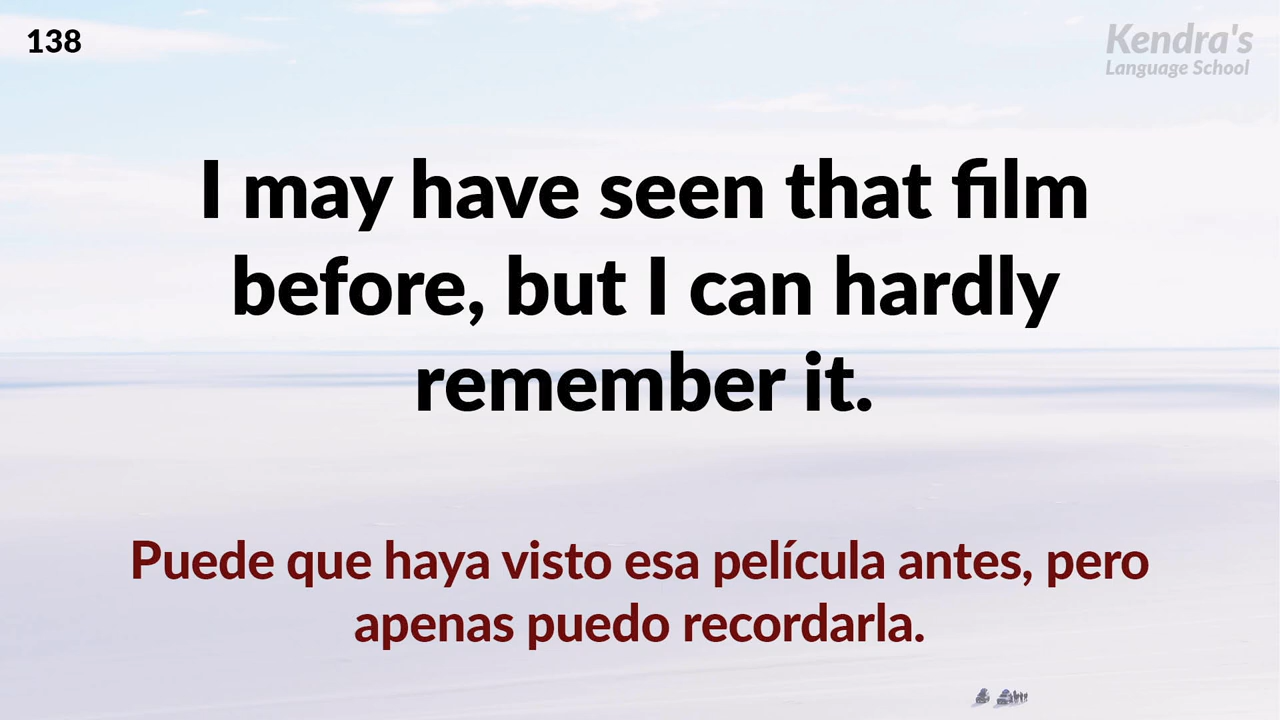 138
Kendra's
Language School
I may have seen that film
before, but I can hardly
remember it.
Puede que haya visto esa película antes, pero
apenas puedo recordarla.